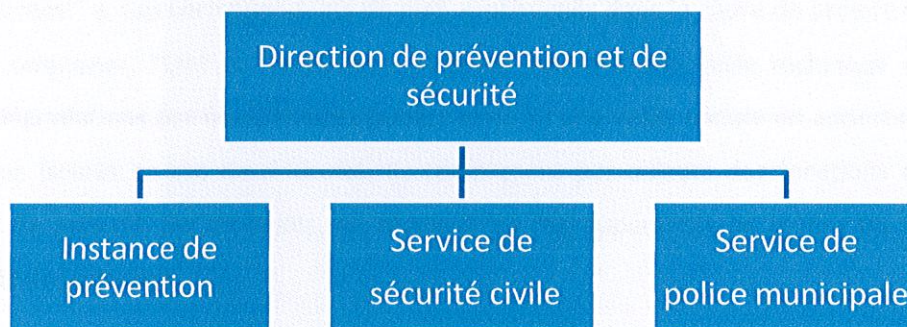 Direction de prévention et de
sécurité
Instance de
prévention
Service de
sécurité civile
Service de
police municipale